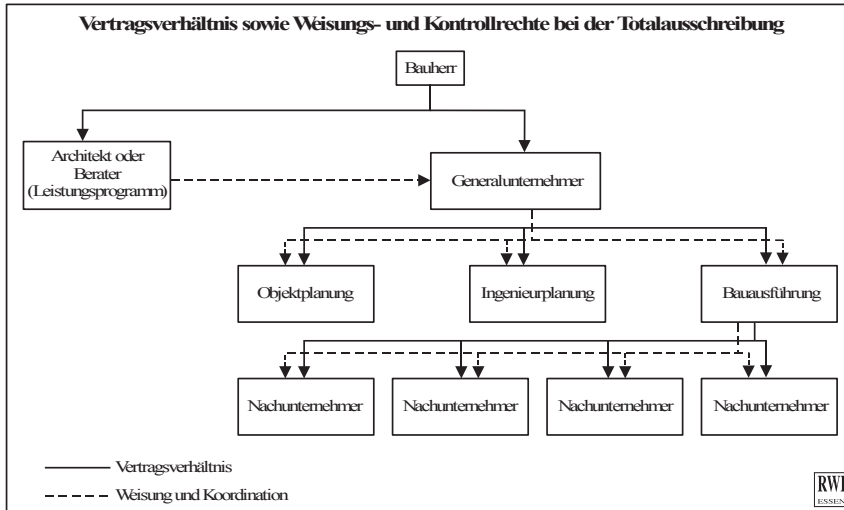 Vertragsverhältnis sowie Weisungs- und Kontrollrechte bei der Totalausschreibung
Bauherr
Architekt oder
Berater
(Leistungsprogramm)
Generalunternehmer
Objektplanung
Ingenieurplanung
Bauausführung
Nachunternehmer
Nachunternehmer
Nachunternehmer
Nachunternehmer
Vertragsverhältnis
Weisung und Koordination
RWI
ESSEN